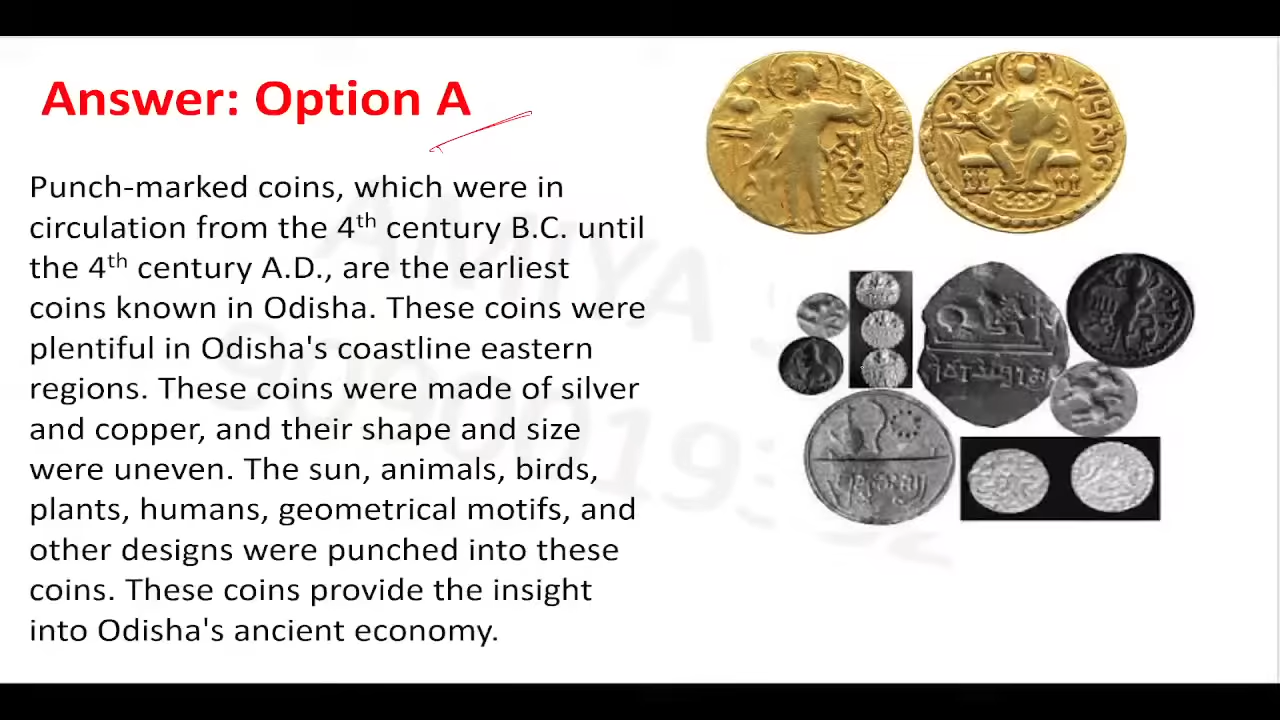 Answer: Option A
Punch-marked coins, which were in
circulation from the 4th century B.C. until
the 4th century A.D., are the earliest
coins known in Odisha. These coins were
plentiful in Odisha's coastline eastern
regions. These coins were made of silver
and copper, and their shape and size
were uneven. The sun, animals, birds,
plants, humans, geometrical motifs, and
other designs were punched into these
coins. These coins provide the insight
into Odisha's ancient economy.
AMIYA